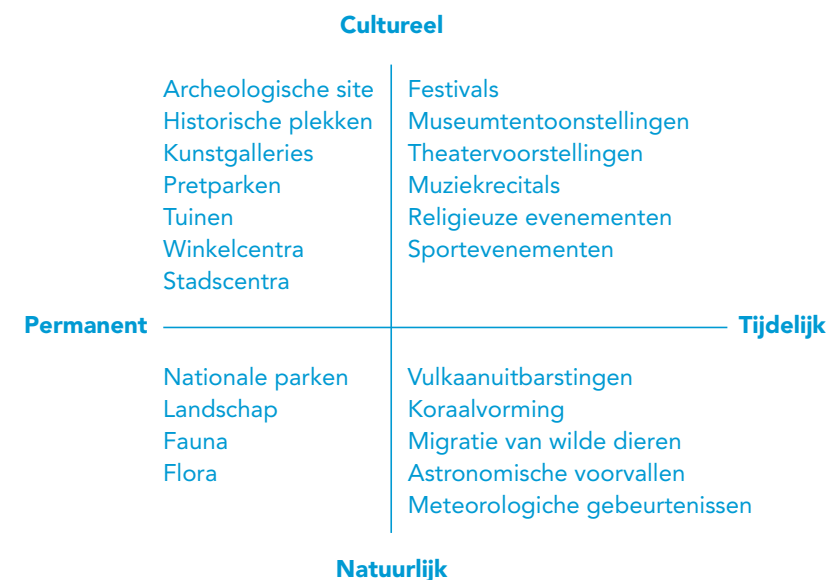 Cultureel
Archeologische site
Historische plekken
Kunstgalleries
Pretparken
Tuinen
Winkelcentra
Stadscentra
Festivals
Museumtentoonstellingen
Theatervoorstellingen
Muziekrecitals
Religieuze evenementen
Sportevenementen
Permanent
Tijdelijk
Nationale parken
Landschap
Fauna
Flora
Vulkaanuitbarstingen
Koraalvorming
Migratie van wilde dieren
Astronomische voorvallen
Meteorologiche gebeurtenissen
Natuurlijk